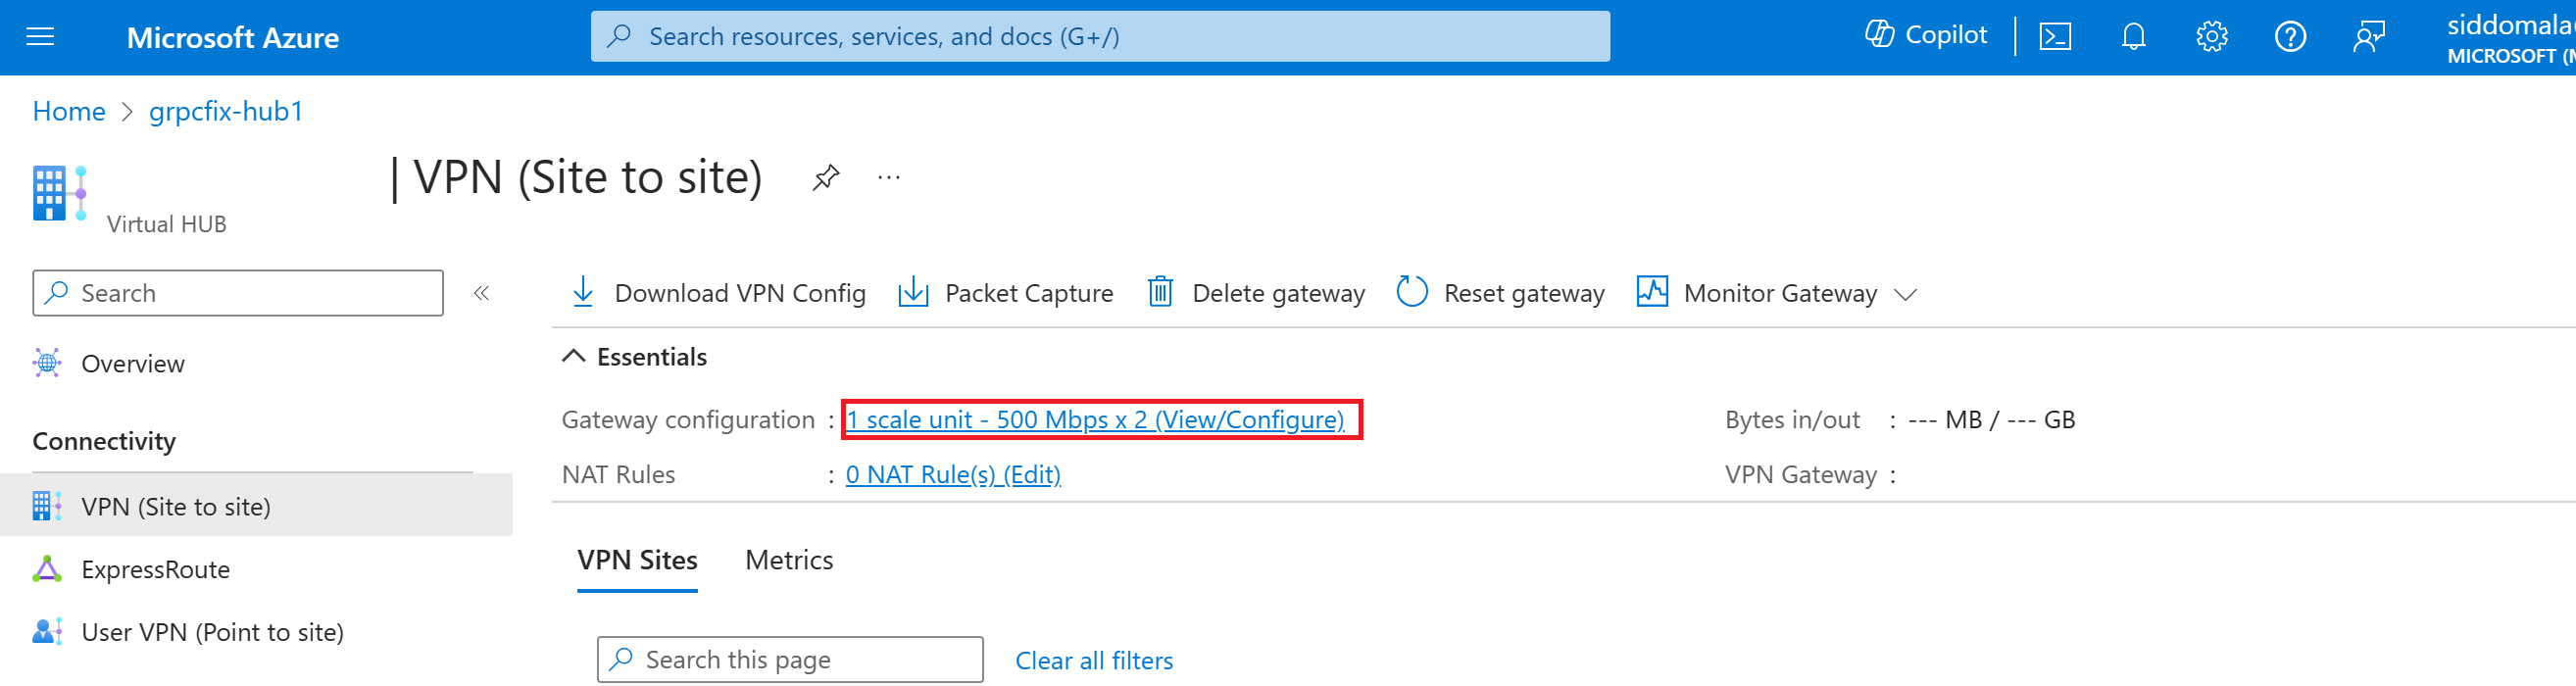 Microsoft Azure
Search resources, services, and docs (G+/)
Copilot
siddomala
MICROSOFT (
Home > grpcfix-hub1
| VPN (Site to site)
...
Virtual HUB
Search
«
Download VPN Config
Packet Capture
Delete gateway
Reset gateway
Monitor Gateway
Overview
Essentials
Gateway configuration : 1 scale unit - 500 Mbps x 2 (View/Configure)
Bytes in/out : --- MB / --- GB
Connectivity
NAT Rules : 0 NAT Rule(s) (Edit)
VPN Gateway :
VPN (Site to site)
ExpressRoute
User VPN (Point to site)
VPN Sites
Metrics
Search this page
Clear all filters